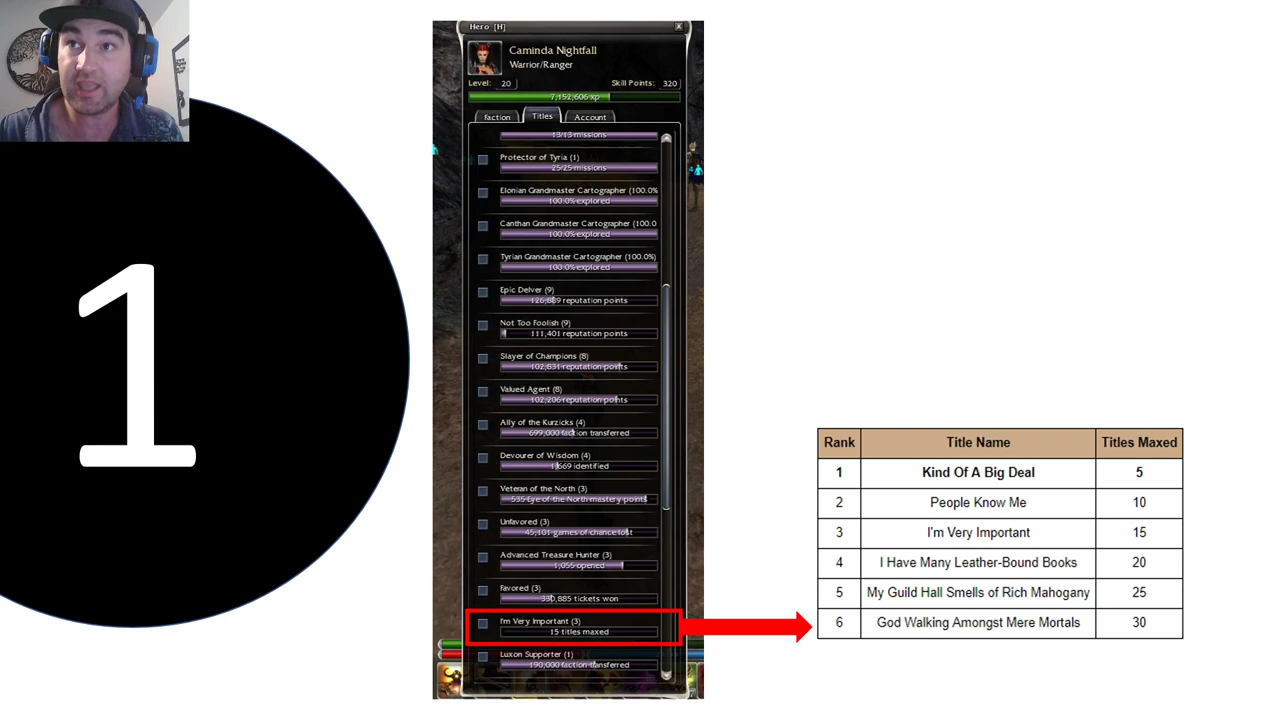 1
Hero [H]
X
Caminda Nightfall
Warrior/Ranger
Level: 20
Skill Points: 320
7,152,606 xp
Faction
Titles
Account
13/13 missions
Protector of Tyria (1)
25/25 missions
Elonian Grandmaster Cartographer (100.0%
100.0% explored
Canthan Grandmaster Cartographer (100.0
100.0% explored
Tyrian Grandmaster Cartographer (100.0%)
100.0% explored
Epic Delver (9)
126,889 reputation points
Not Too Foolish (9)
111,401 reputation points
Slayer of Champions (8)
102,831 reputation points
Valued Agent (8)
102,206 reputation points
Ally of the Kurzicks (4)
699,000 faction transferred
Devourer of Wisdom (4)
identified
Veteran of the North (3)
535 Eye of the North mastery points
Unfavored (3)
45,101 games of chance lost
Advanced Treasure Hunter (3)
1,055 opened
Favored (3)
330,885 tickets won
I'm Very Important (3)
15 titles maxed
Luxon Supporter (1)
190,000 faction transferred
Rank Title Name Titles Maxed
1 Kind Of A Big Deal 5
2 People Know Me 10
3 I'm Very Important 15
4 I Have Many Leather-Bound Books 20
5 My Guild Hall Smells of Rich Mahogany 25
6 God Walking Amongst Mere Mortals 30